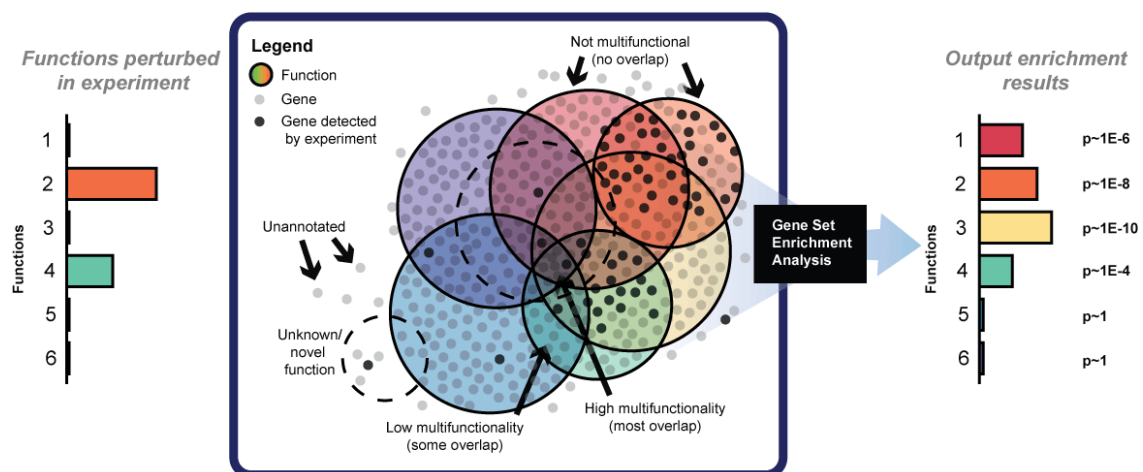 Functions perturbed
in experiment
Functions
1
2
3
4
5
6
Legend
Function
Gene
Gene detected
by experiment
Not multifunctional
(no overlap)
Unannotated
Unknown/
novel
function
Low multifunctionality
(some overlap)
High multifunctionality
(most overlap)
Gene Set
Enrichment
Analysis
Output enrichment
results
Functions
1 p~1E-6
2 p~1E-8
3 p~1E-10
4 p~1E-4
5 p~1
6 p~1